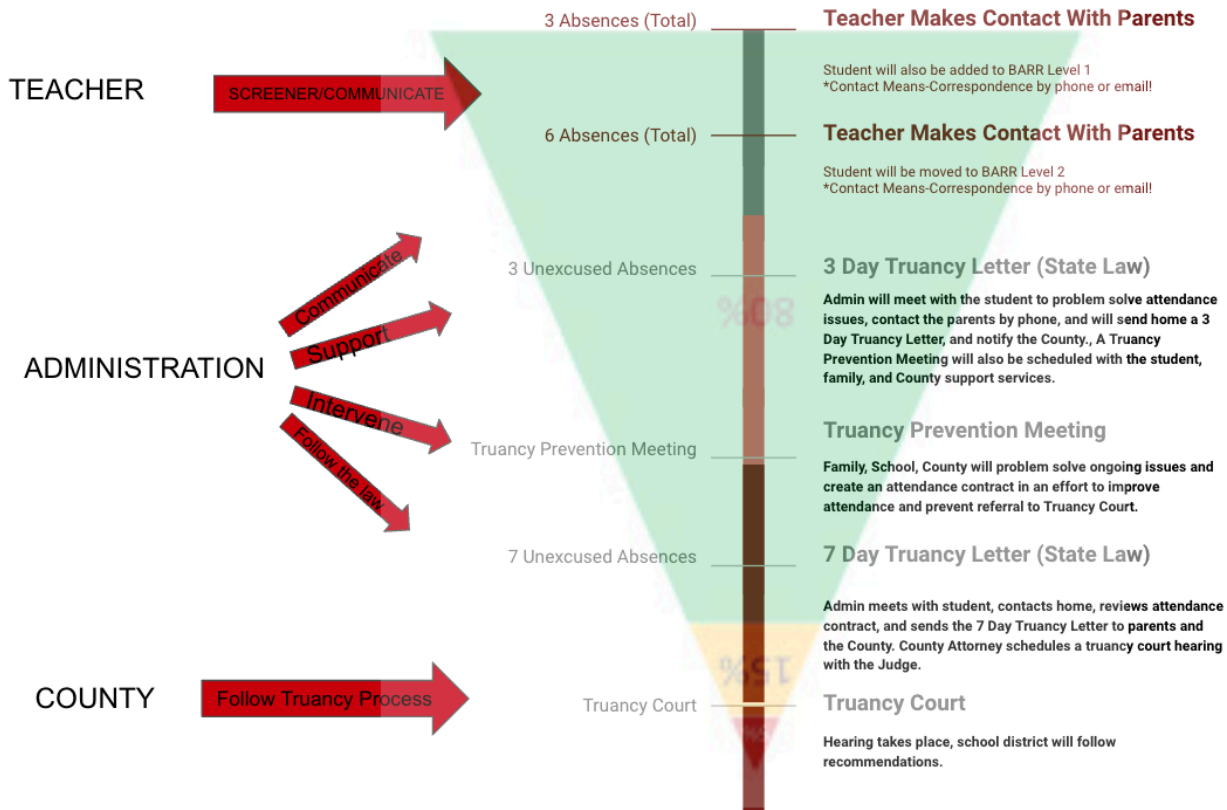 3 Absences (Total)
Teacher Makes Contact With Parents
TEACHER
SCREENER/COMMUNICATE
Student will also be added to BARR Level 1
*Contact Means-Correspondence by phone or email!
6 Absences (Total)
Teacher Makes Contact With Parents
Student will be moved to BARR Level 2
*Contact Means-Correspondence by phone or email!
ADMINISTRATION
Communicate
Support
Intervene
Follow the law
3 Unexcused Absences
3 Day Truancy Letter (State Law)
80%
Admin will meet with the student to problem solve attendance
issues, contact the parents by phone, and will send home a 3
Day Truancy Letter, and notify the County., A Truancy
Prevention Meeting will also be scheduled with the student,
family, and County support services.
Truancy Prevention Meeting
Truancy Prevention Meeting
Family, School, County will problem solve ongoing issues and
create an attendance contract in an effort to improve
attendance and prevent referral to Truancy Court.
7 Unexcused Absences
7 Day Truancy Letter (State Law)
Admin meets with student, contacts home, reviews attendance
contract, and sends the 7 Day Truancy Letter to parents and
the County. County Attorney schedules a truancy court hearing
with the Judge.
15%
COUNTY
Follow Truancy Process
Truancy Court
Truancy Court
Hearing takes place, school district will follow
recommendations.